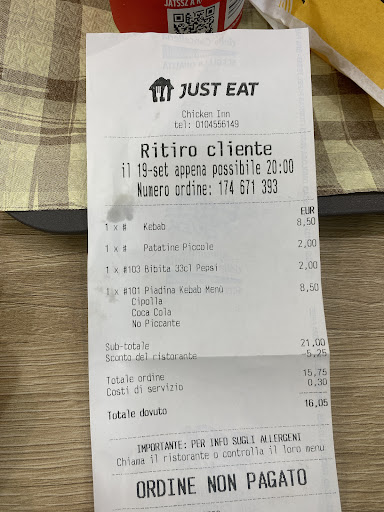 JATSSZ A K
JUST EAT
Chicken Inn
tel: 0104556149
Ritiro cliente
il 19-set appena possibile 20:00
Numero ordine: 174 671 393
EUR
1 x # Kebab 8,50
1 x # Patatine Piccole 2,00
1 x #103 Bibita 33cl Pepsi 2,00
1 x #101 Piadina Kebab Menu 8,50
Cipolla
Coca Cola
No Piccante
Sub-totale 21,00
Sconto del ristorante -5,25
Totale ordine 15,75
Costi di servizio 0,30
Totale dovuto 16,05
IMPORTANTE: PER INFO SUGLI ALLERGENI
Chiama il ristorante o controlla il loro menu
ORDINE NON PAGATO